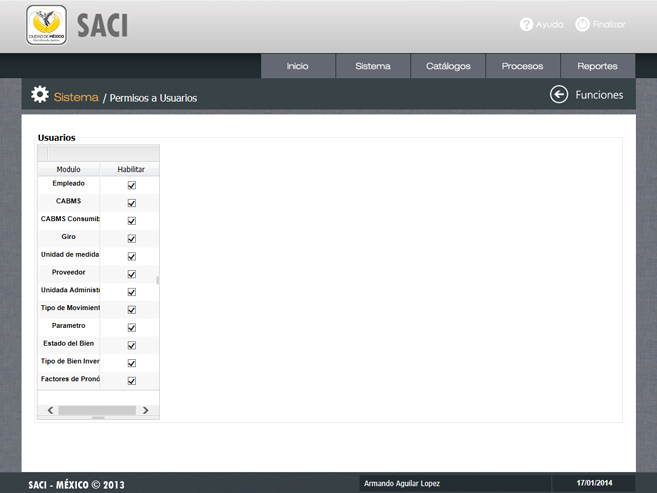 CIUDAD DE MÉXICO
SACI
Ayuda
Finalizar
Inicio
Sistema
Catálogos
Procesos
Reportes
Sistema / Permisos a Usuarios
Funciones
Usuarios
Modulo Habilitar
Empleado
CABMS
CABMS Consumib
Giro
Unidad de medida
Proveedor
Unidada Administr
Tipo de Movimient
Parametro
Estado del Bien
Tipo de Bien Inver
Factores de Pronó
SACI - MÉXICO © 2013
Armando Aguilar Lopez
17/01/2014